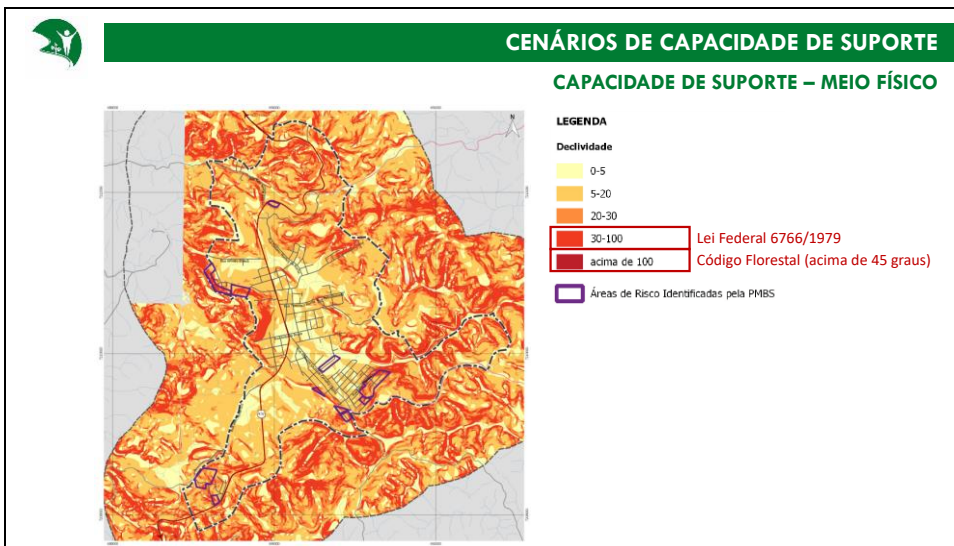 CENÁRIOS DE CAPACIDADE DE SUPORTE
CAPACIDADE DE SUPORTE – MEIO FÍSICO
N
LEGENDA
Declividade
0-5
5-20
20-30
30-100
Lei Federal 6766/1979
acima de 100
Código Florestal (acima de 45 graus)
Áreas de Risco Identificadas pela PMBS